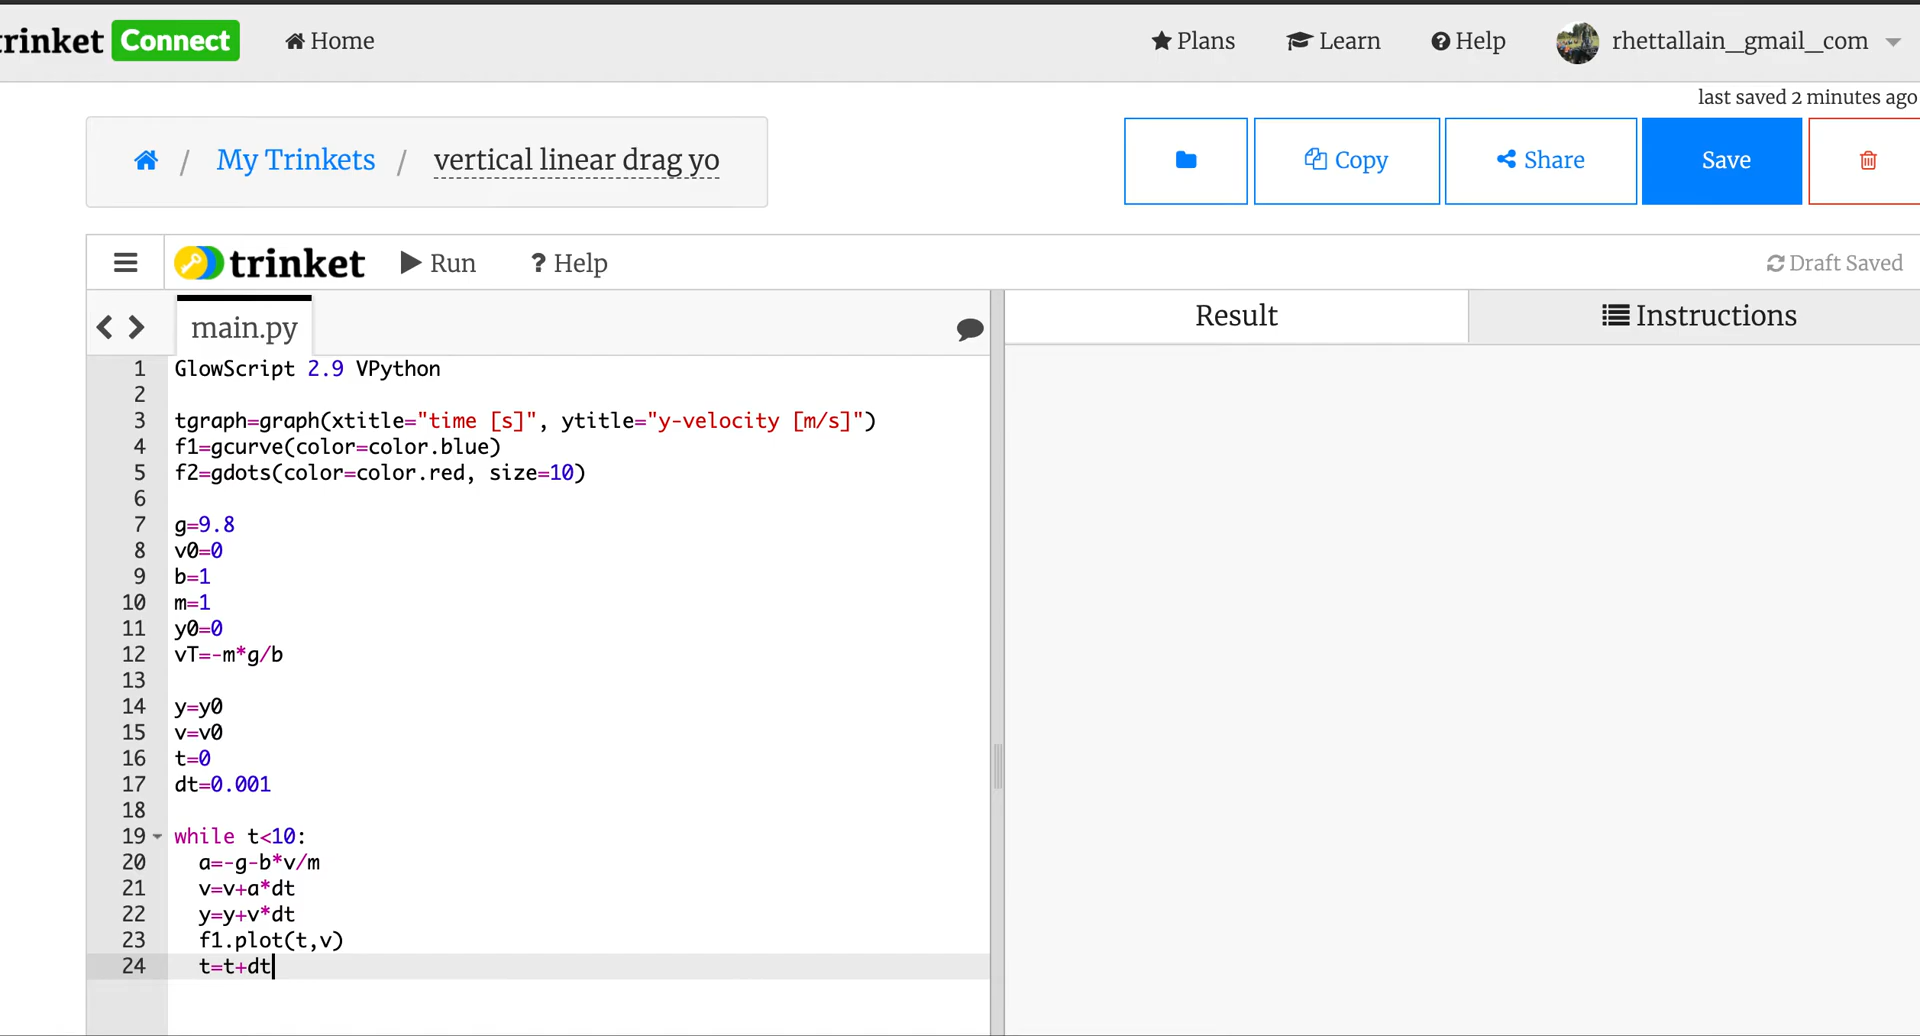 trinket Connect Home Plans Learn Help rhettallain_gmail_com
last saved 2 minutes ago
/ My Trinkets / vertical linear drag yo Copy Share Save
trinket Run ? Help Draft Saved
main.py Result Instructions
1 GlowScript 2.9 VPython
2
3 tgraph=graph(xtitle="time [s]", ytitle="y-velocity [m/s]")
4 f1=gcurve(color=color.blue)
5 f2=gdots(color=color.red, size=10)
6
7 g=9.8
8 v0=0
9 b=1
10 m=1
11 y0=0
12 vT=-m*g/b
13
14 y=y0
15 v=v0
16 t=0
17 dt=0.001
18
19 while t<10:
20 a=-g-b*v/m
21 v=v+a*dt
22 y=y+v*dt
23 f1.plot(t,v)
24 t=t+dt